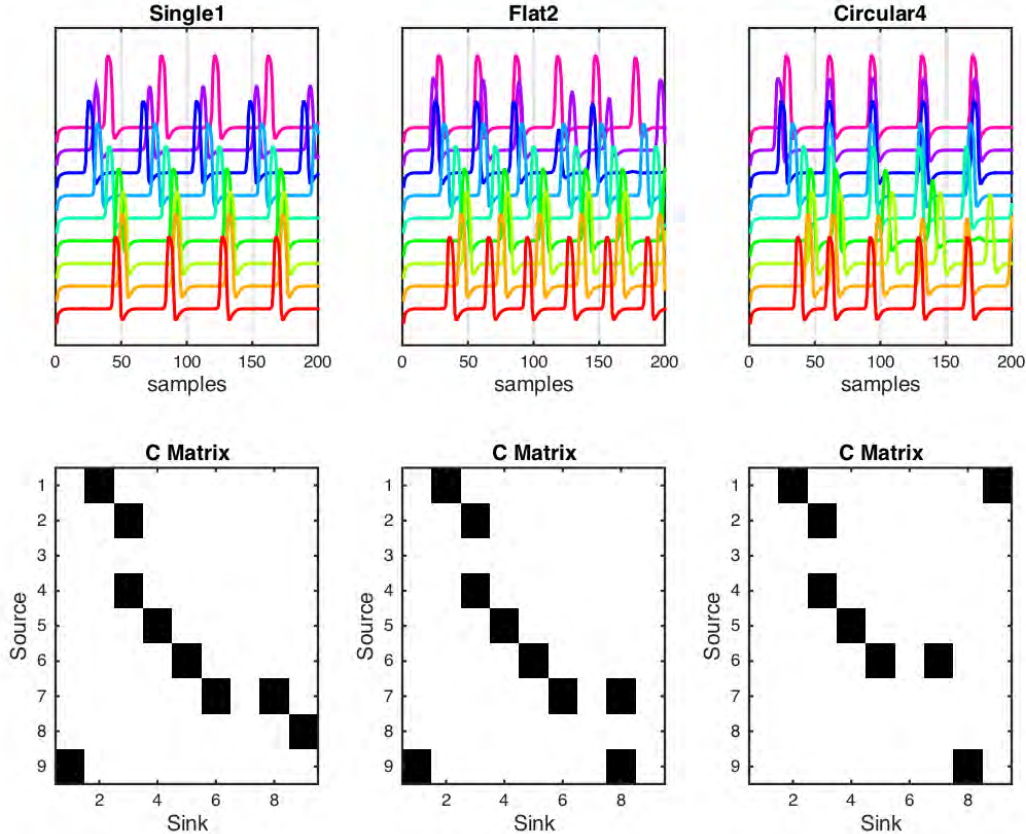 Single1 Flat2 Circular4
0 50 100 150 200 0 50 100 150 200 0 50 100 150 200
samples samples samples
C Matrix C Matrix C Matrix
Source Source Source
1 1 1
2 2 2
3 3 3
4 4 4
5 5 5
6 6 6
7 7 7
8 8 8
9 9 9
2 4 6 8 2 4 6 8 2 4 6 8
Sink Sink Sink